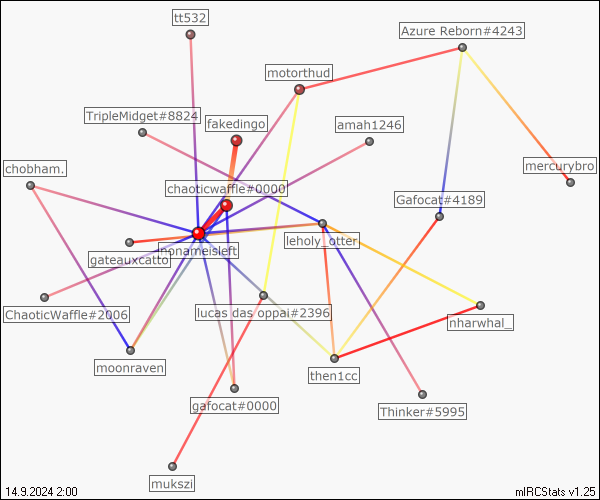 tt532
Azure Reborn#4243
motorthud
TripleMidget#8824
fakedingo
amah1246
chobham.
mercurybro
chaoticwaffle#0000
Gafocat#4189
nonameisleft
leholy_otter
gateauxcatto
ChaoticWaffle#2006
lucas das oppai#2396
nharwhal_
moonraven
then1cc
gafocat#0000
Thinker#5995
mukszi
14.9.2024 2:00
mIRCStats v1.25